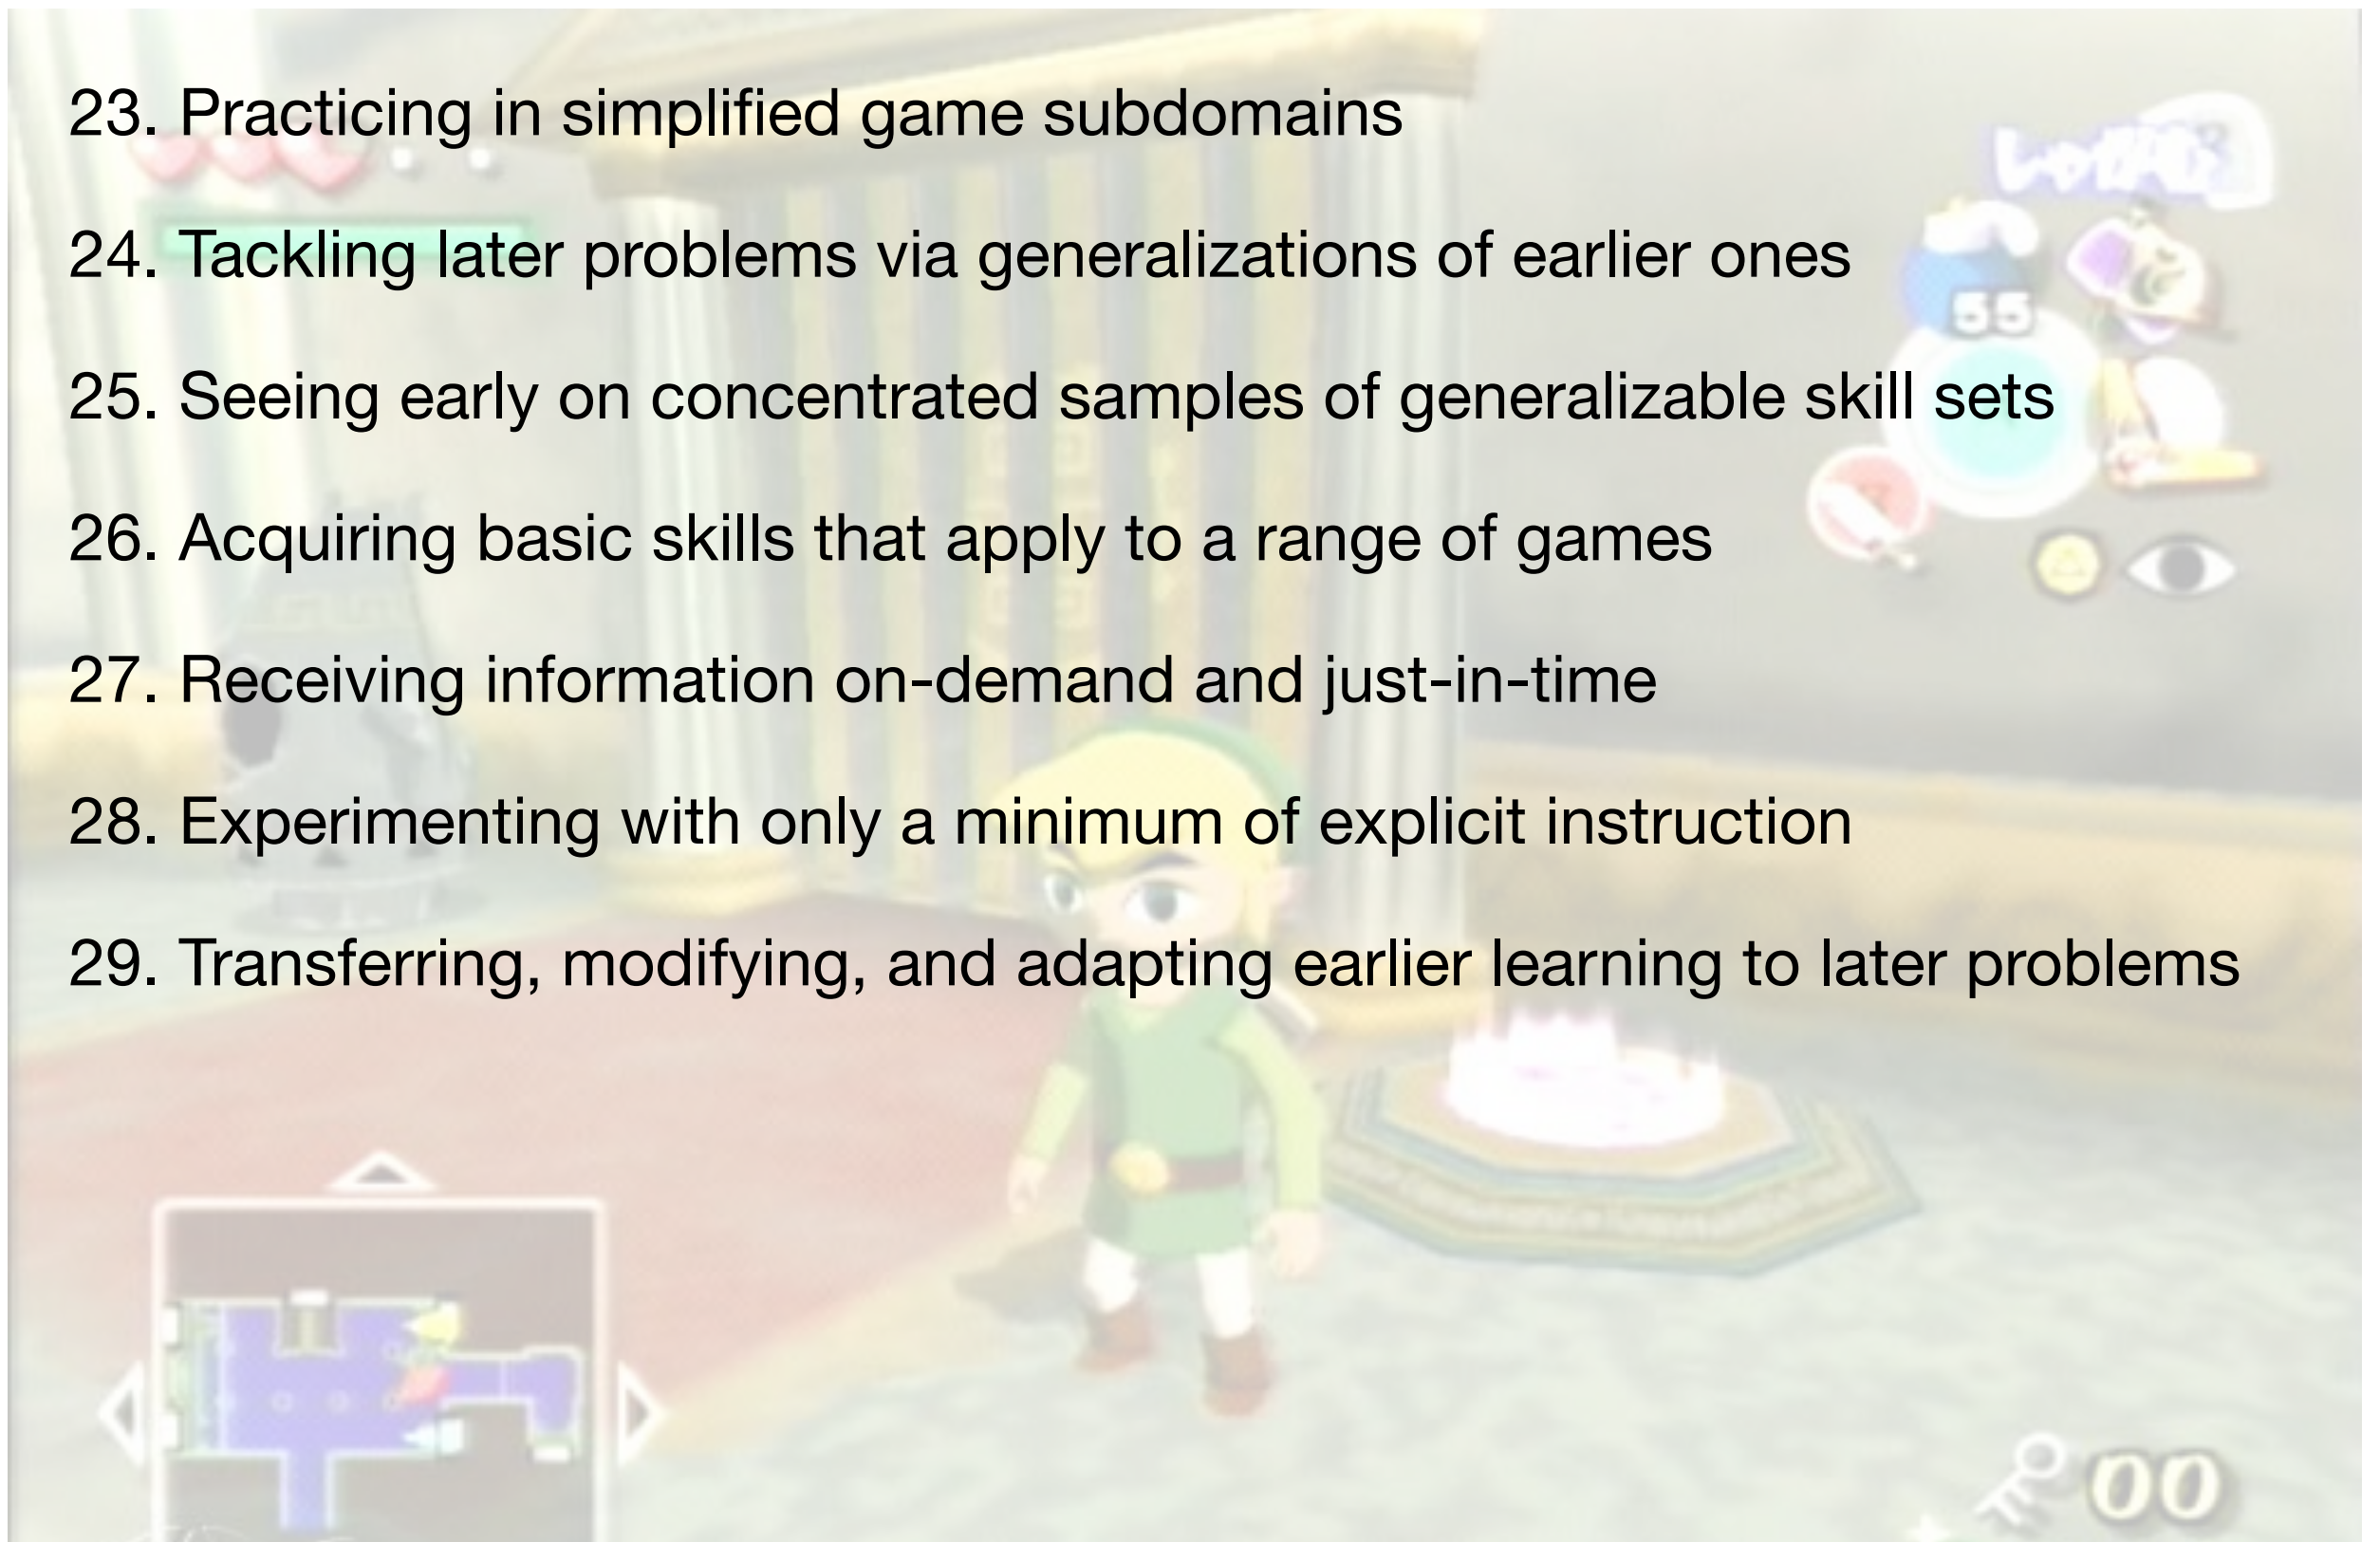 23. Practicing in simplified game subdomains
24. Tackling later problems via generalizations of earlier ones
55
25. Seeing early on concentrated samples of generalizable skill sets
26. Acquiring basic skills that apply to a range of games
27. Receiving information on-demand and just-in-time
28. Experimenting with only a minimum of explicit instruction
29. Transferring, modifying, and adapting earlier learning to later problems
00